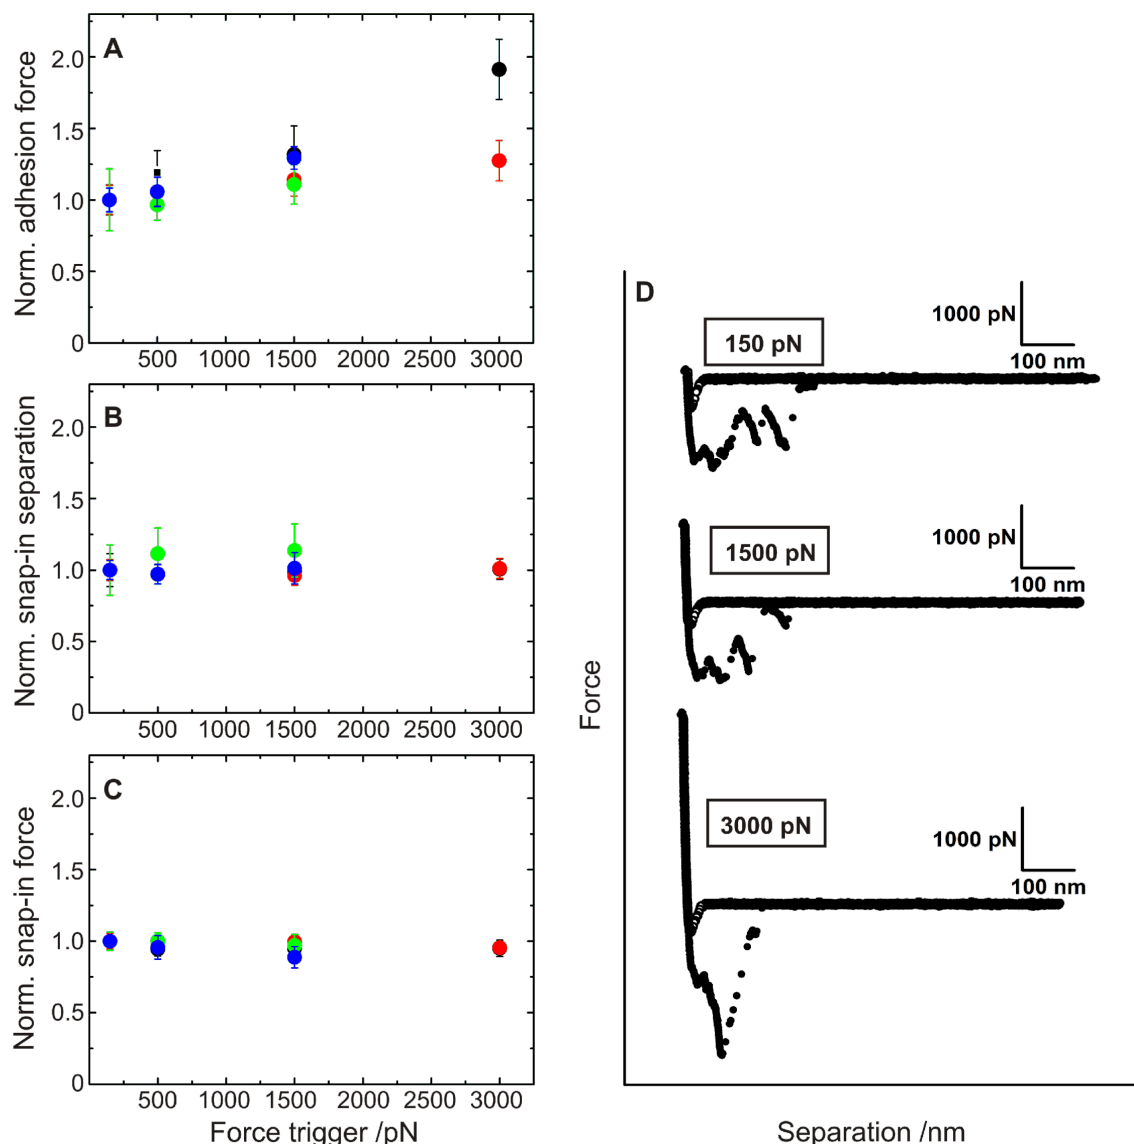 A
Norm. adhesion force
2.0
1.5
1.0
0.5
0
500 1000 1500 2000 2500 3000
B
Norm. snap-in separation
2.0
1.5
1.0
0.5
0
500 1000 1500 2000 2500 3000
C
Norm. snap-in force
2.0
1.5
1.0
0.5
0
500 1000 1500 2000 2500 3000
Force trigger /pN
D
150 pN
1000 pN
100 nm
1500 pN
1000 pN
100 nm
3000 pN
1000 pN
100 nm
Force
Separation /nm